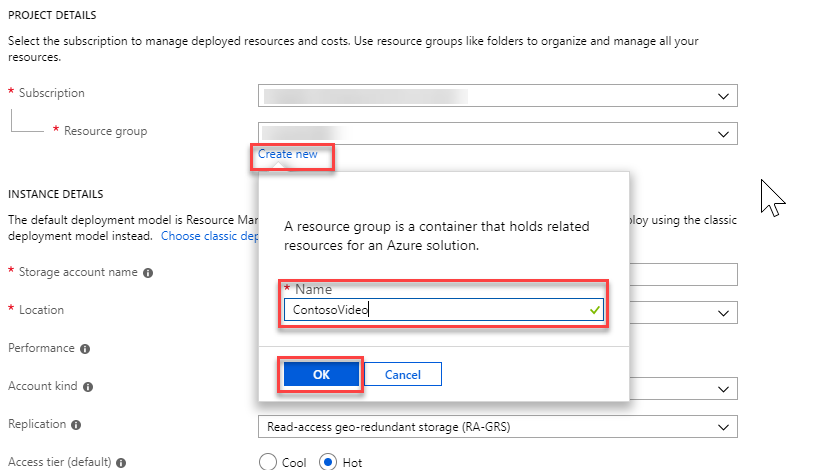 PROJECT DETAILS
Select the subscription to manage deployed resources and costs. Use resource groups like folders to organize and manage all your
resources.
* Subscription
* Resource group
Create new
INSTANCE DETAILS
The default deployment model is Resource Mar
loy using the classic
deployment model instead. Choose classic dep
A resource group is a container that holds related
resources for an Azure solution.
* Name
ContosoVideo
OK Cancel
* Storage account name
* Location
Performance
Account kind
Replication Read-access geo-redundant storage (RA-GRS)
Access tier (default) Cool Hot